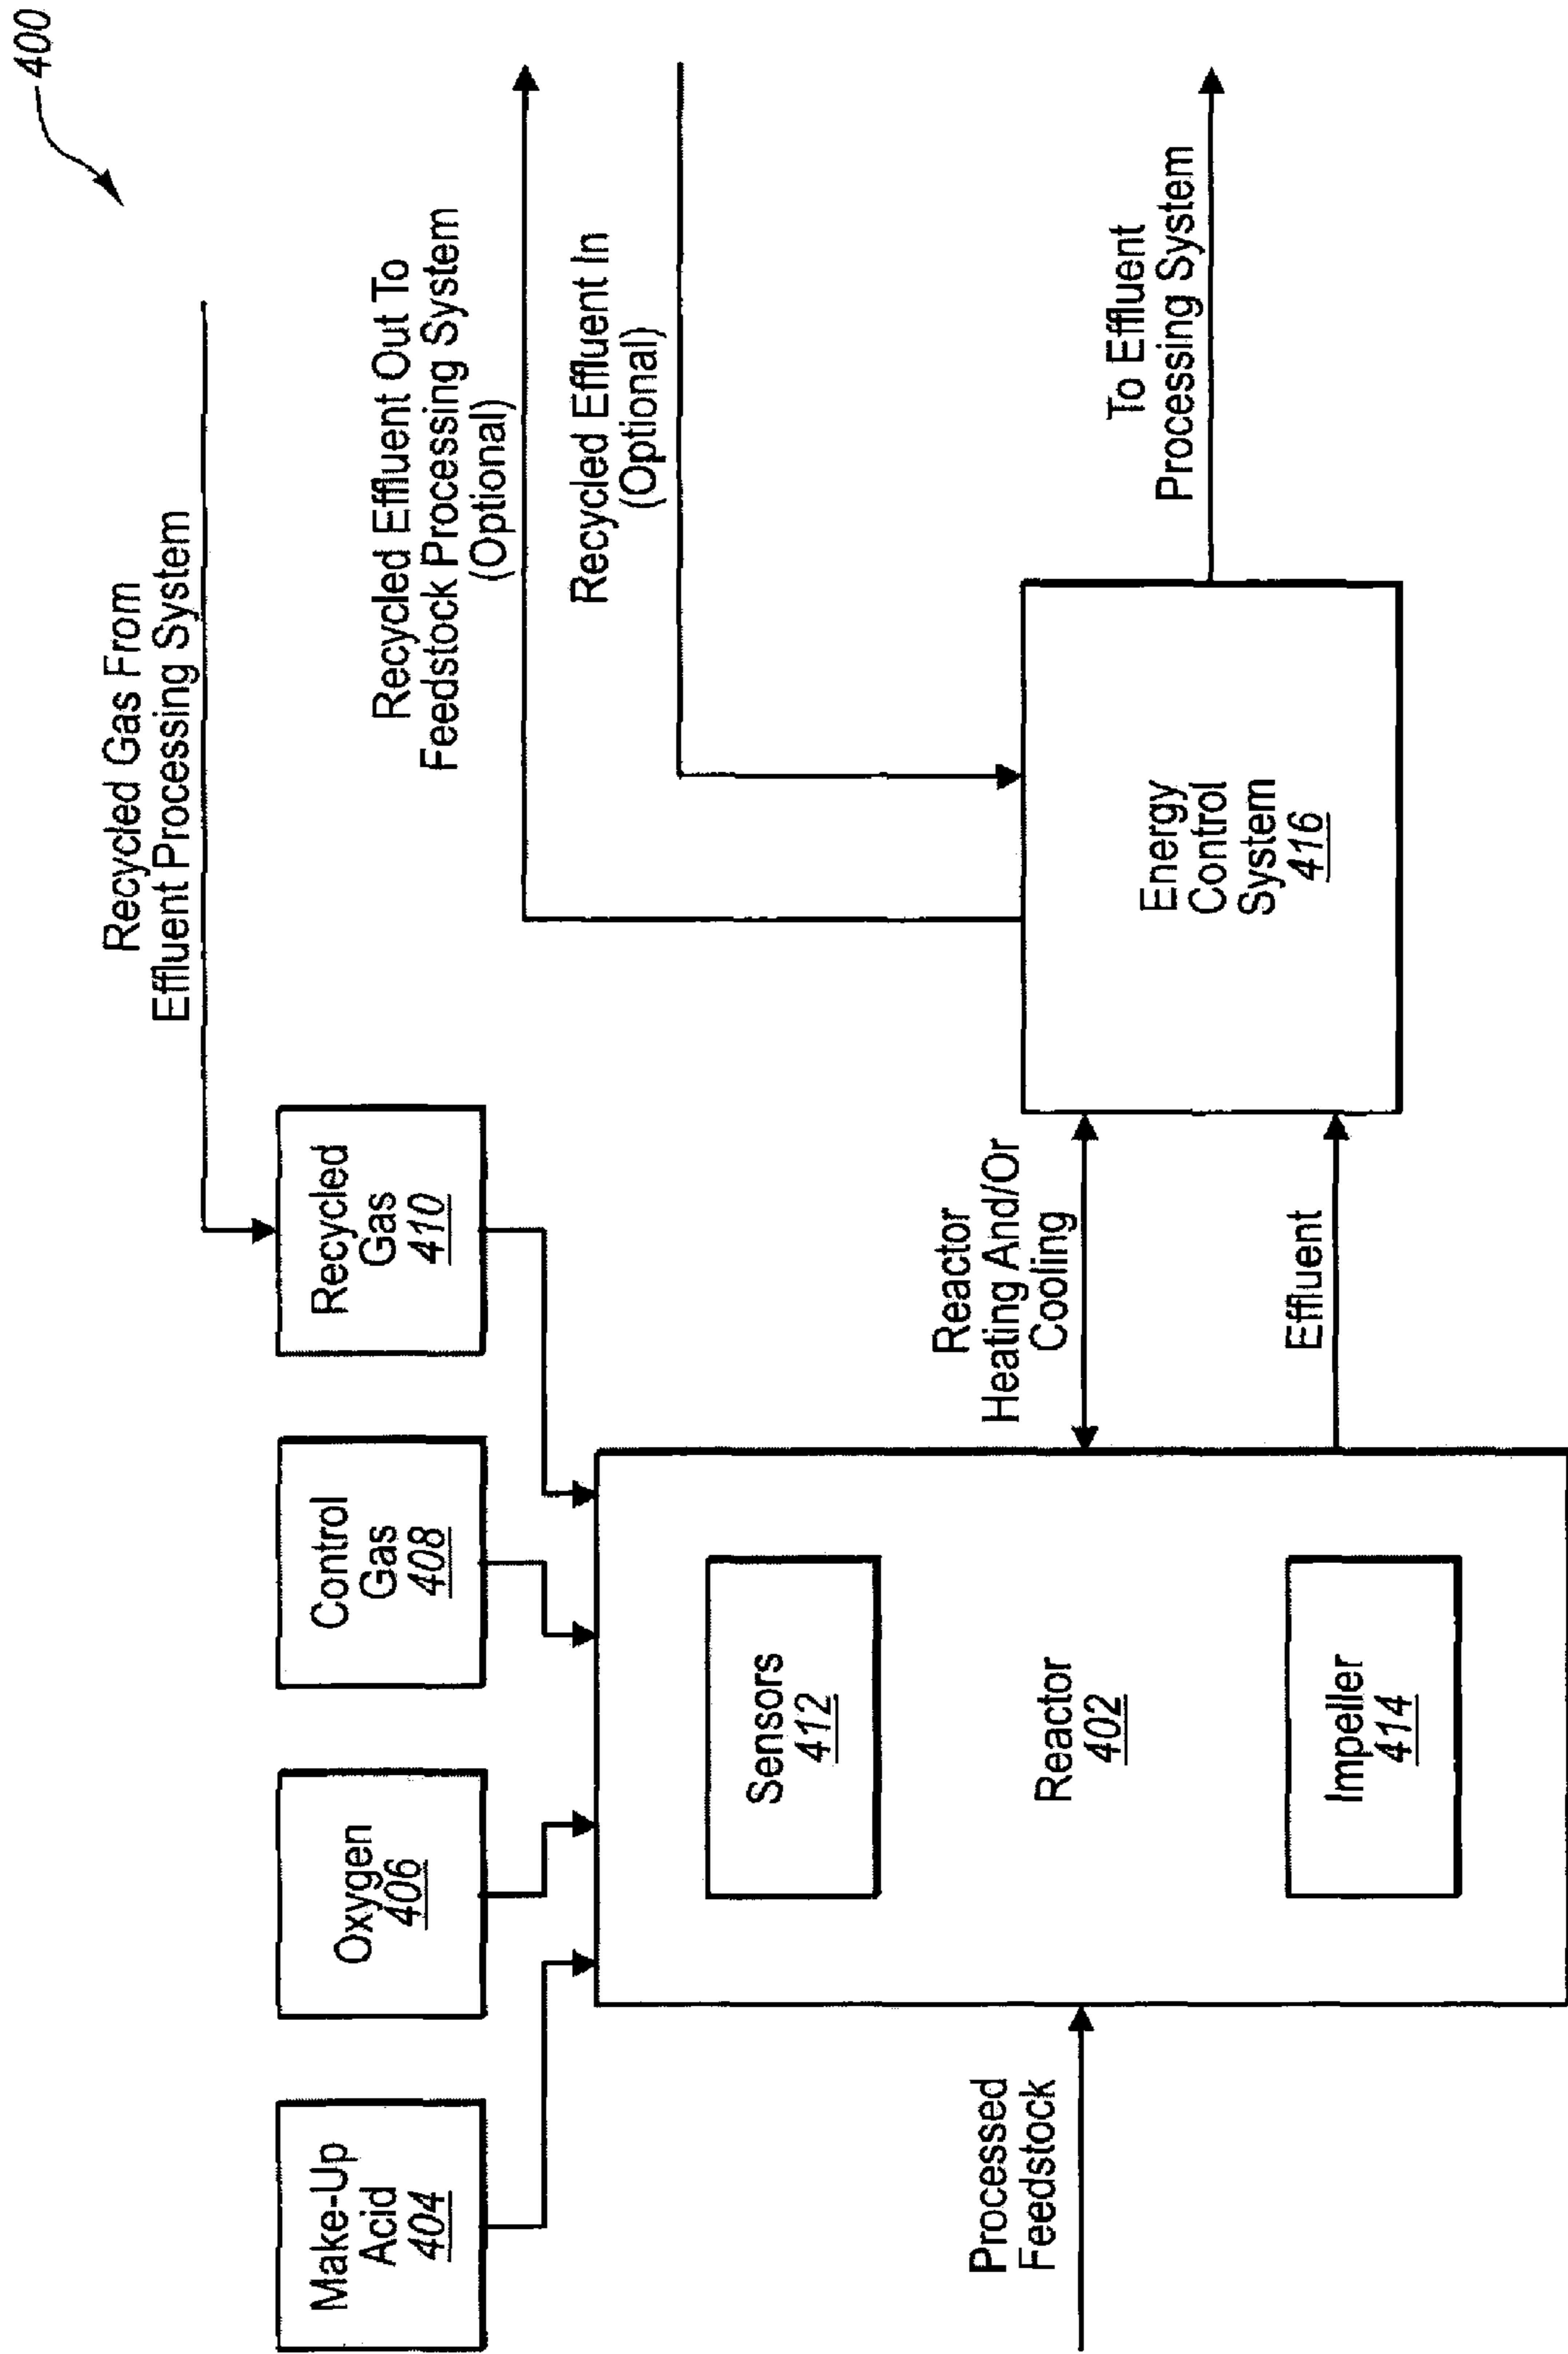 400
Recycled Gas From
Effluent Processing System
Recycled Effluent Out To
Feedstock Processing System
(Optional)
Recycled Effluent In
(Optional)
Make-Up
Acid
404
Oxygen
406
Control
Gas
408
Recycled
Gas
410
Processed
Feedstock
Sensors
412
Reactor
402
Impeller
414
Reactor
Heating And/Or
Cooling
Effluent
Energy
Control
System
416
To Effluent
Processing System